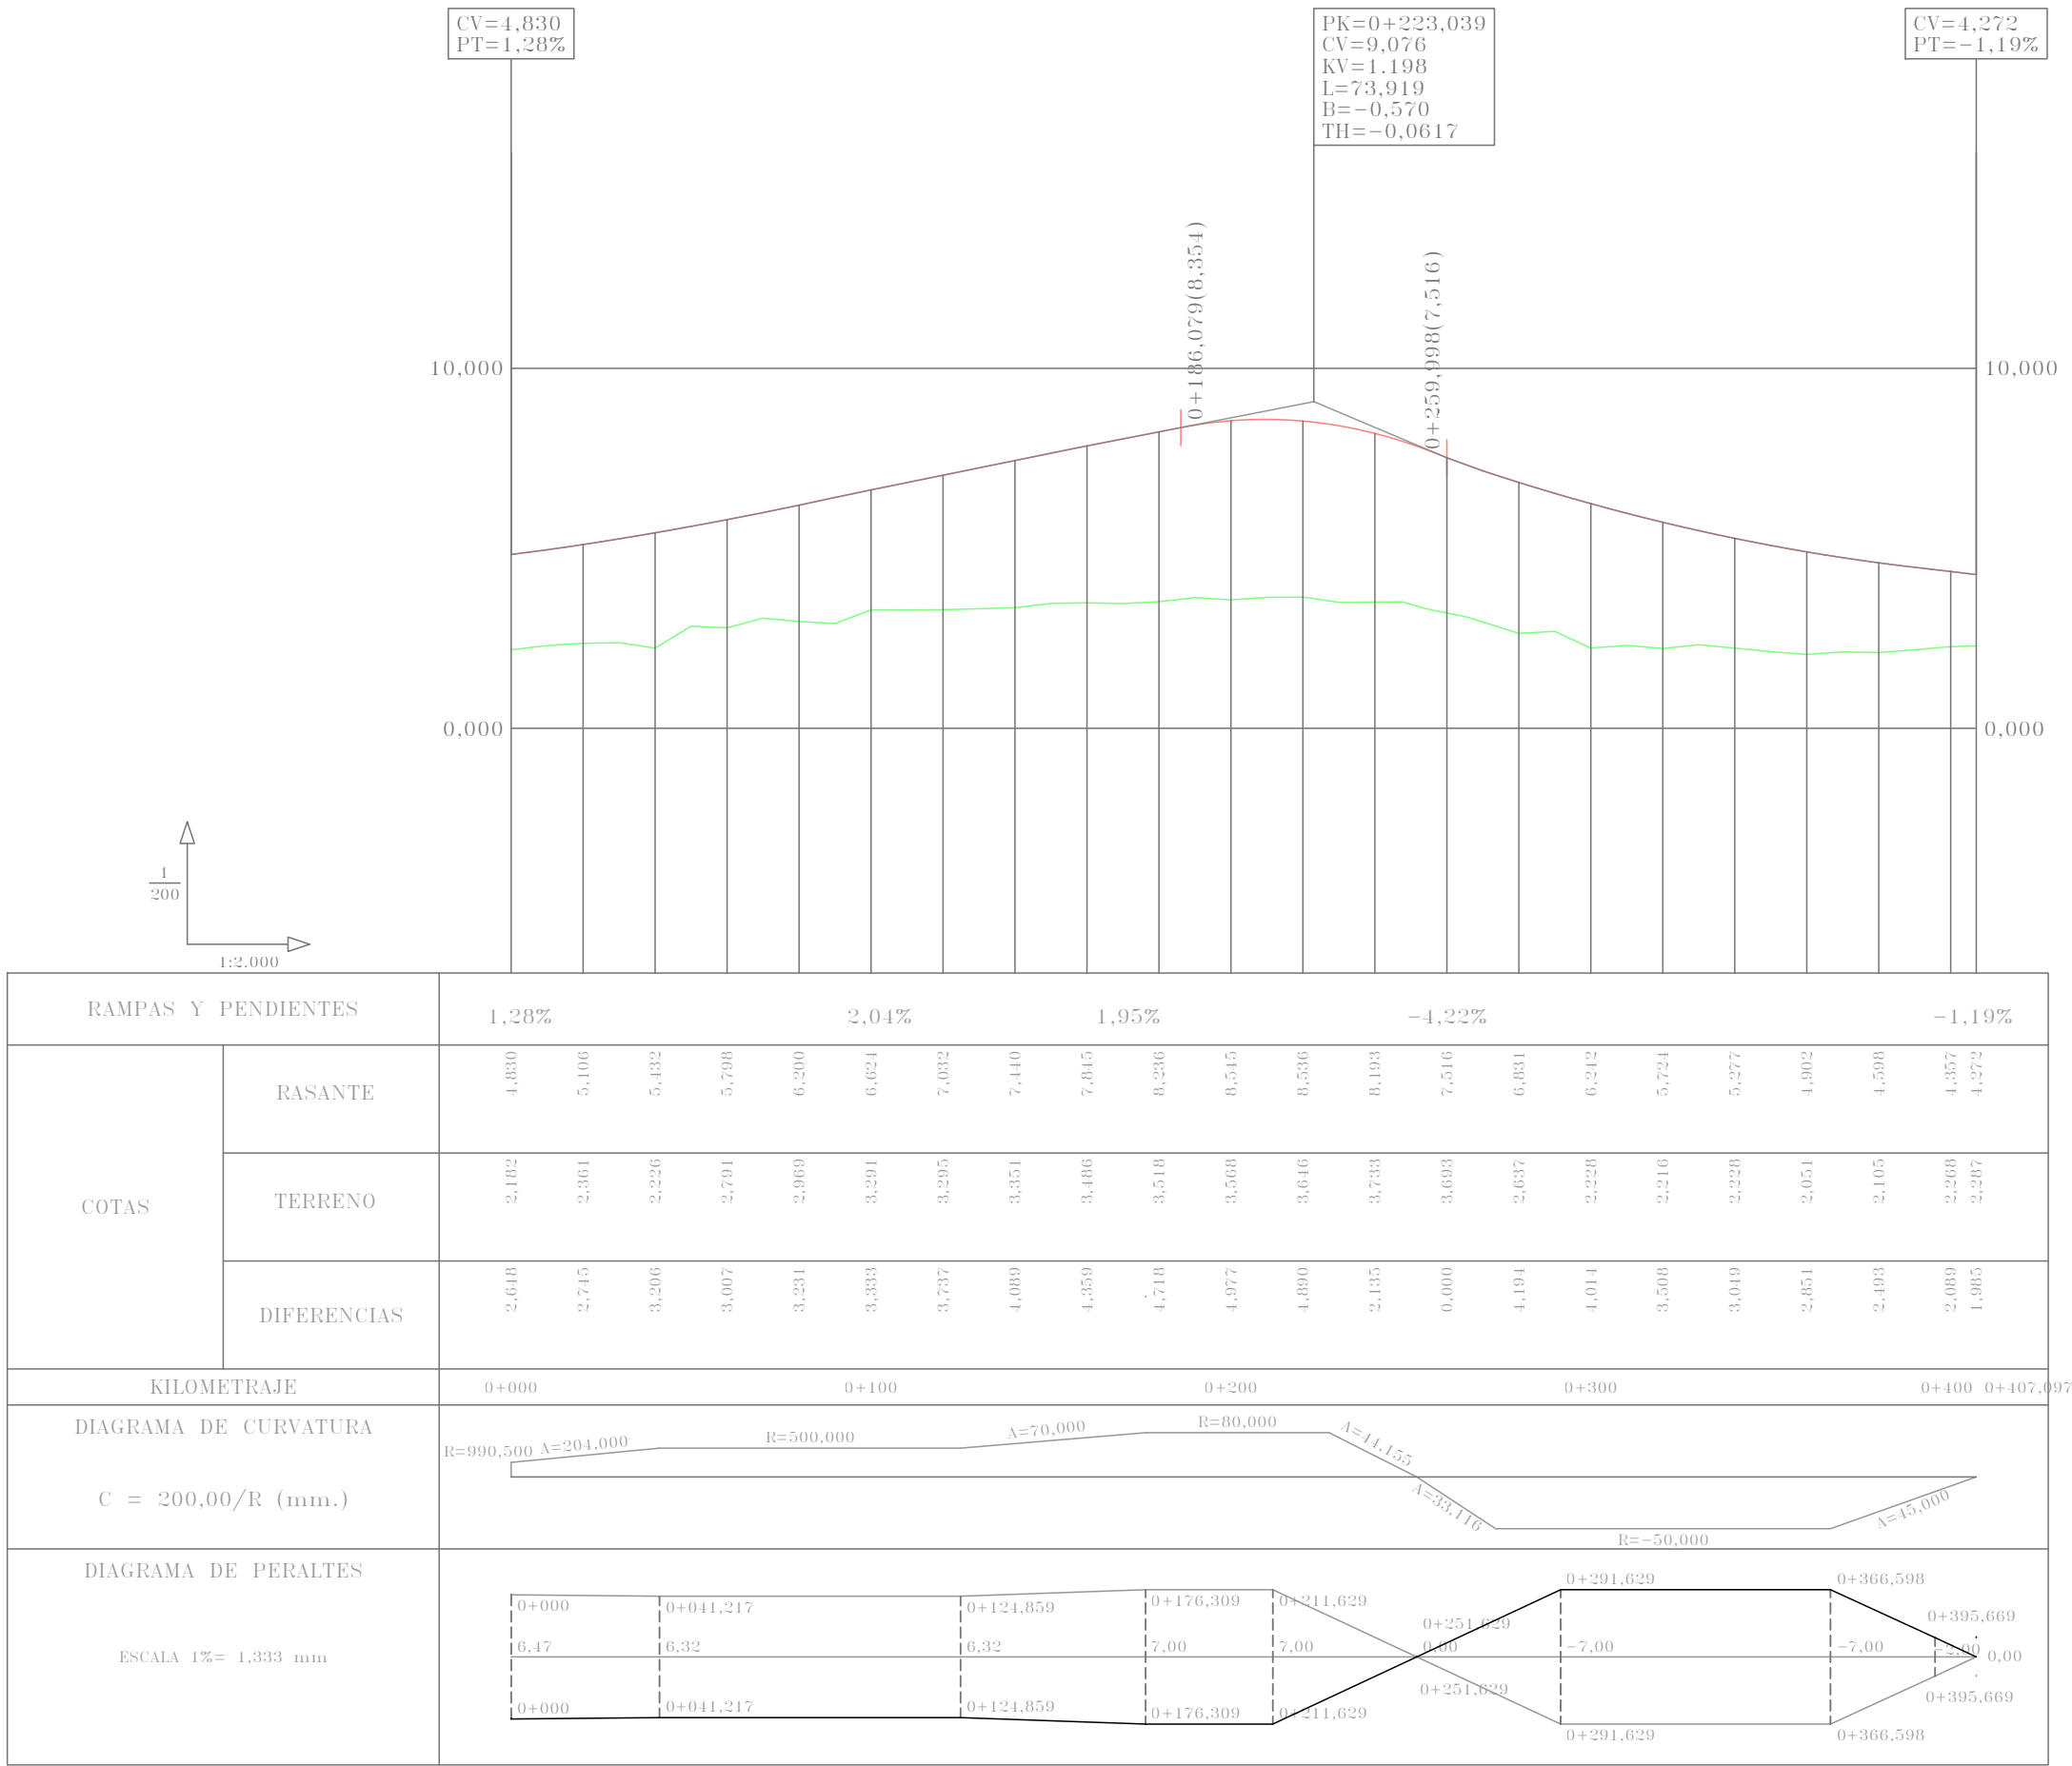 CV=4,830
PT=1,28%
PK=0+223,039
CV=9,076
KV=1.198
L=73,919
B=-0,570
TH=-0,0617
CV=4,272
PT=-1,19%
0+186,079(8,354)
0+259,998(7,516)
10,000
10,000
0,000
0,000
1
200
1:2.000
RAMPAS Y PENDIENTES
1,28% 2,04% 1,95% -4,22% -1,19%
COTAS
RASANTE
4,830 5,106 5,432 5,798 6,200 6,624 7,032 7,440 7,845 8,236 8,545 8,536 8,193 7,516 6,831 6,242 5,724 5,277 4,902 4,598 4,357 4,272
TERRENO
2,182 2,361 2,226 2,791 2,969 3,291 3,295 3,351 3,486 3,518 3,568 3,646 3,733 3,693 2,637 2,228 2,216 2,228 2,051 2,105 2,268 2,287
DIFERENCIAS
2,648 2,745 3,206 3,007 3,231 3,333 3,737 4,089 4,359 4,718 4,977 4,890 2,135 0,000 4,194 4,014 3,508 3,049 2,851 2,493 2,089 1,985
KILOMETRAJE
0+000 0+100 0+200 0+300 0+400 0+407,097
DIAGRAMA DE CURVATURA
C = 200,00/R (mm.)
R=990,500 A=204,000 R=500,000 A=70,000 R=80,000 A=44,155 A=33,116 R=-50,000 A=45,000
DIAGRAMA DE PERALTES
ESCALA 1%= 1,333 mm
0+000 0+041,217 0+124,859 0+176,309 0+211,629 0+251,629 0+291,629 0+366,598 0+395,669
6,47 6,32 6,32 7,00 7,00 0,00 -7,00 -7,00 -2,00 0,00
0+000 0+041,217 0+124,859 0+176,309 0+211,629 0+251,629 0+291,629 0+366,598 0+395,669